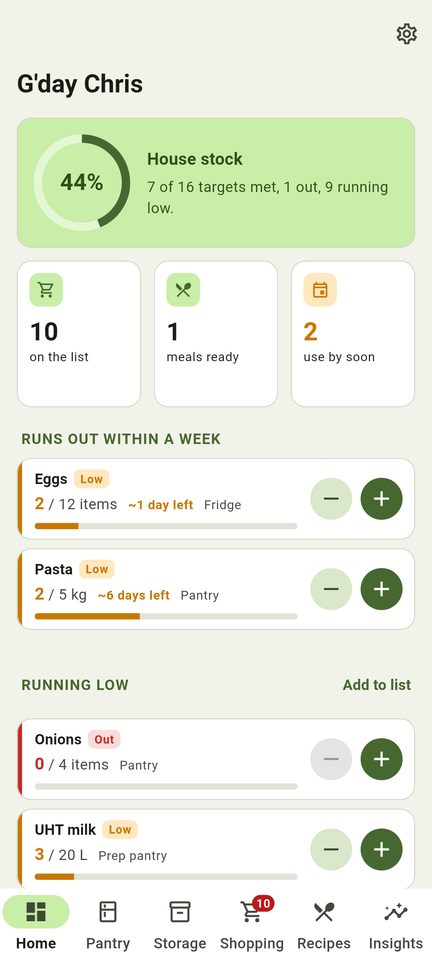 G'day Chris
44%
House stock
7 of 16 targets met, 1 out, 9 running
low.
10
on the list
1
meals ready
2
use by soon
RUNS OUT WITHIN A WEEK
Eggs Low
2 / 12 items ~1 day left Fridge
Pasta Low
2 / 5 kg ~6 days left Pantry
RUNNING LOW Add to list
Onions Out
0 / 4 items Pantry
UHT milk Low
3 / 20 L Prep pantry
10
Home Pantry Storage Shopping Recipes Insights